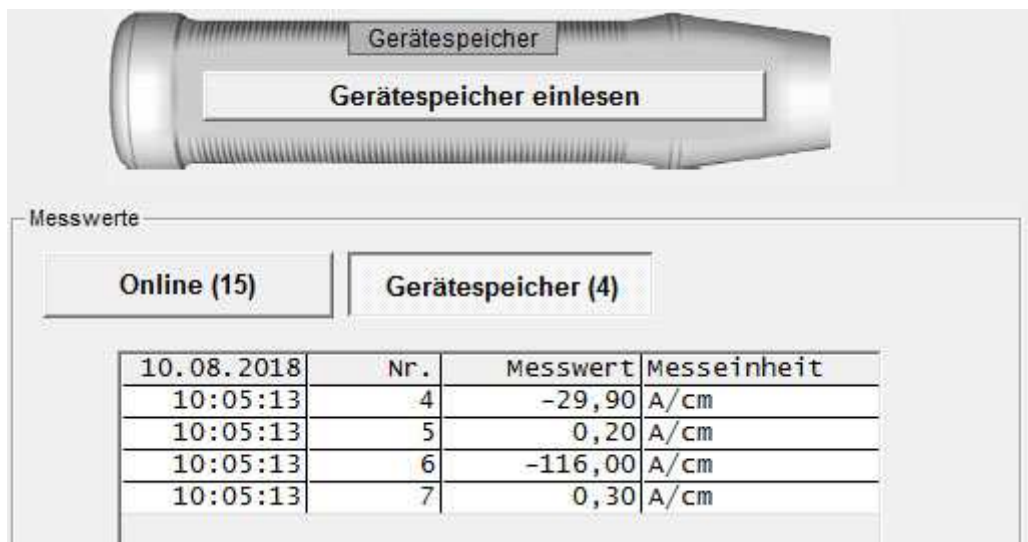 Gerätespeicher
Gerätespeicher einlesen
Messwerte
Online (15) Gerätespeicher (4)
10.08.2018 Nr. Messwert Messeinheit
10:05:13 4 -29,90 A/cm
10:05:13 5 0,20 A/cm
10:05:13 6 -116,00 A/cm
10:05:13 7 0,30 A/cm